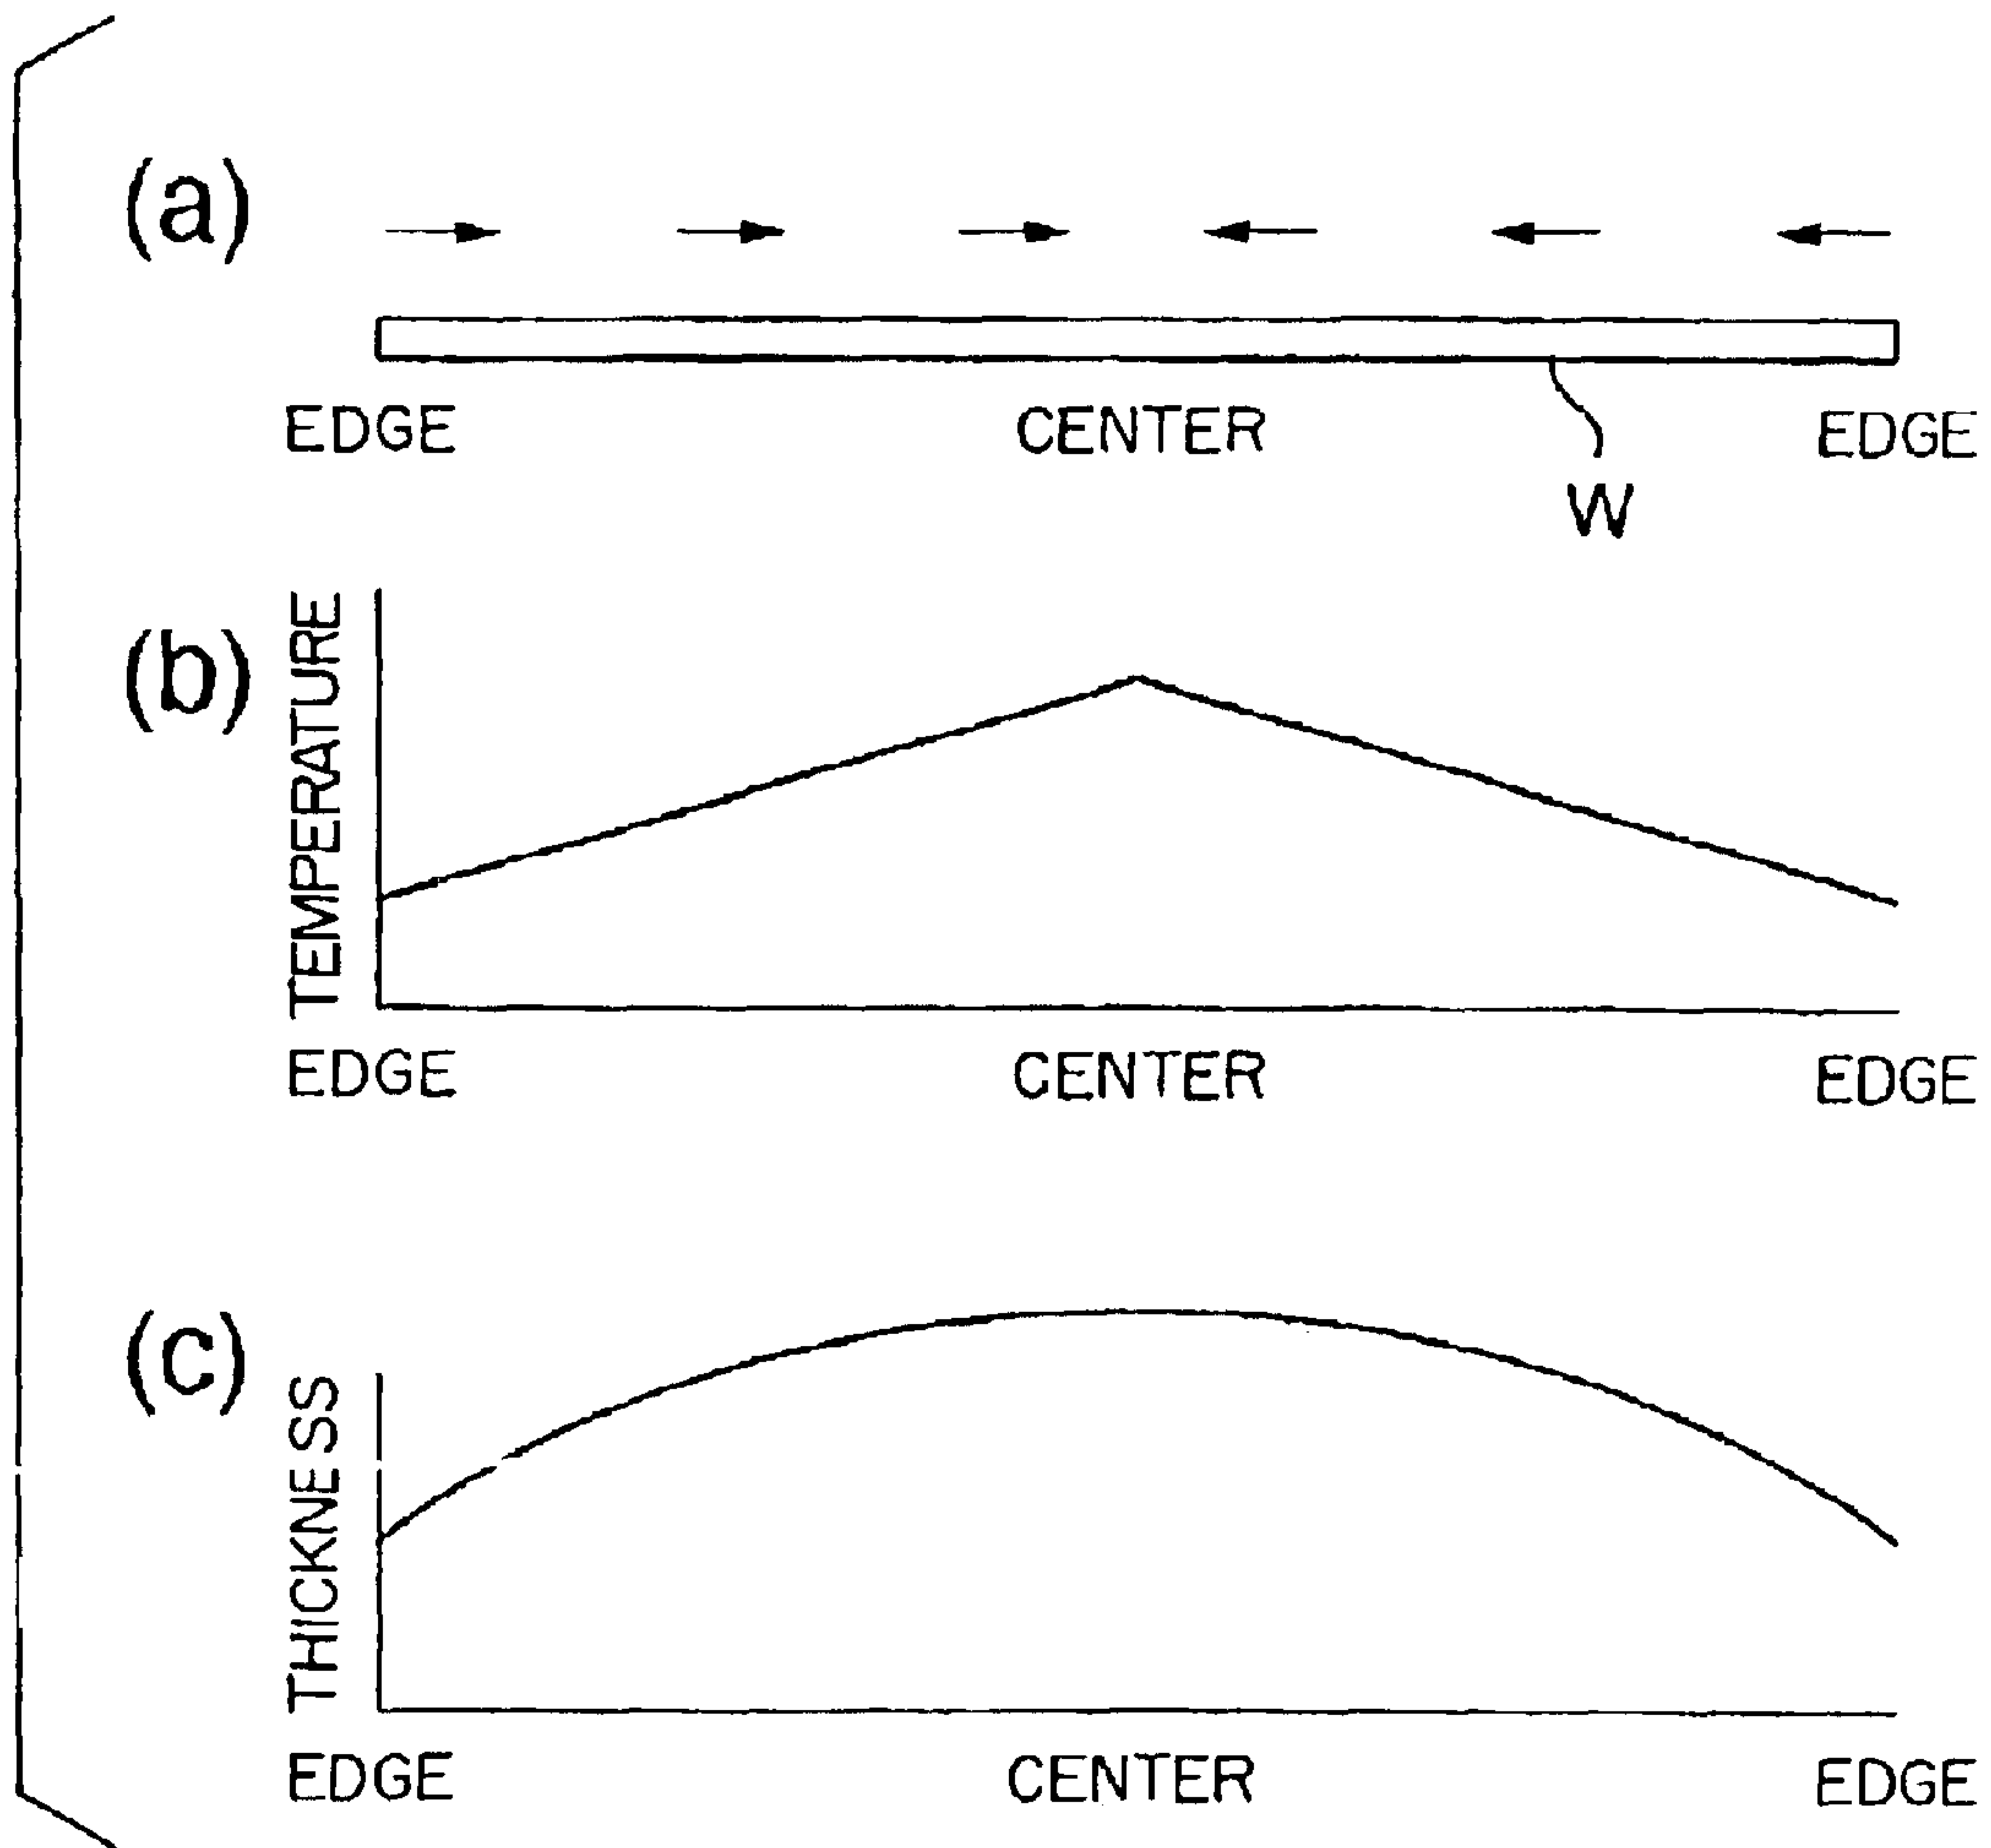 (a)
EDGE CENTER EDGE
W
(b)
TEMPERATURE
EDGE CENTER EDGE
(c)
THICKNESS
EDGE CENTER EDGE